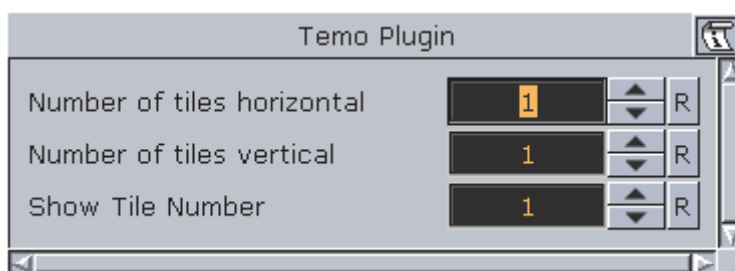 Temo Plugin
Number of tiles horizontal 1 R
Number of tiles vertical 1 R
Show Tile Number 1 R